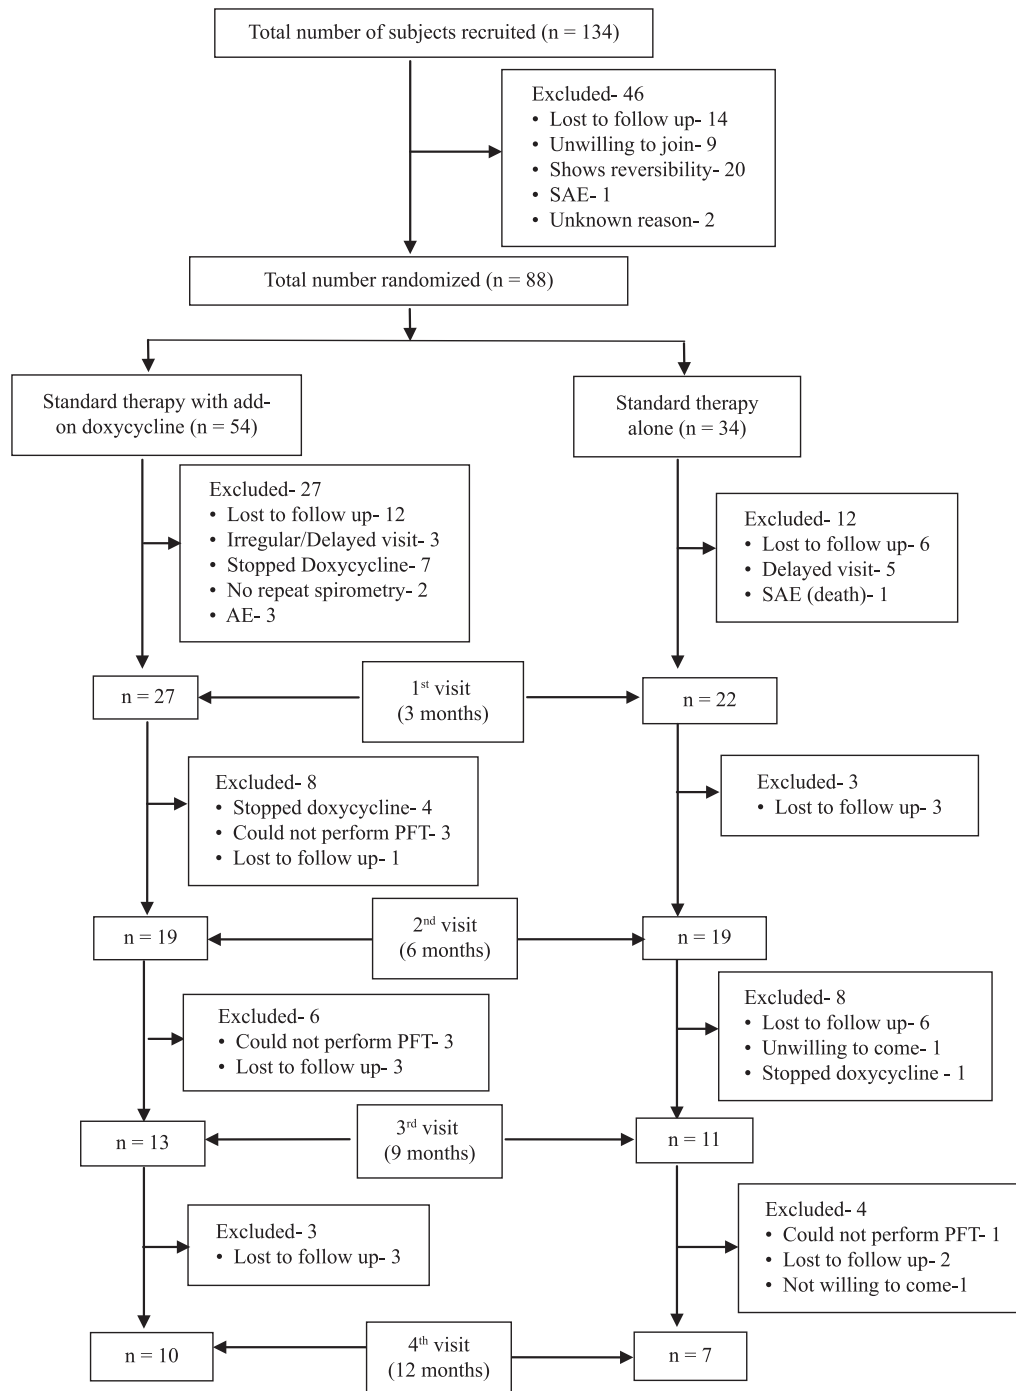 Total number of subjects recruited (n = 134)
Excluded- 46
• Lost to follow up- 14
• Unwilling to join- 9
• Shows reversibility- 20
• SAE- 1
• Unknown reason- 2
Total number randomized (n = 88)
Standard therapy with add-
on doxycycline (n = 54)
Standard therapy
alone (n = 34)
Excluded- 27
• Lost to follow up- 12
• Irregular/Delayed visit- 3
• Stopped Doxycycline- 7
• No repeat spirometry- 2
• AE- 3
Excluded- 12
• Lost to follow up- 6
• Delayed visit- 5
• SAE (death)- 1
n = 27
1st visit
(3 months)
n = 22
Excluded- 8
• Stopped doxycycline- 4
• Could not perform PFT- 3
• Lost to follow up- 1
Excluded- 3
• Lost to follow up- 3
n = 19
2nd visit
(6 months)
n = 19
Excluded- 6
• Could not perform PFT- 3
• Lost to follow up- 3
Excluded- 8
• Lost to follow up- 6
• Unwilling to come- 1
• Stopped doxycycline - 1
n = 13
3rd visit
(9 months)
n = 11
Excluded- 3
• Lost to follow up- 3
Excluded- 4
• Could not perform PFT- 1
• Lost to follow up- 2
• Not willing to come-1
n = 10
4th visit
(12 months)
n = 7